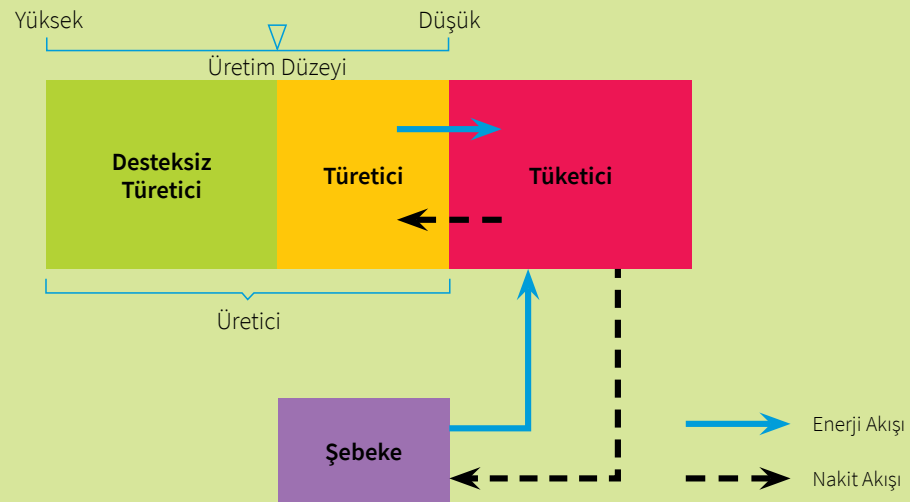 Yüksek
Düşük
Üretim Düzeyi
Desteksiz
Türetici
Türetici
Tüketici
Üretici
Şebeke
Enerji Akışı
Nakit Akışı